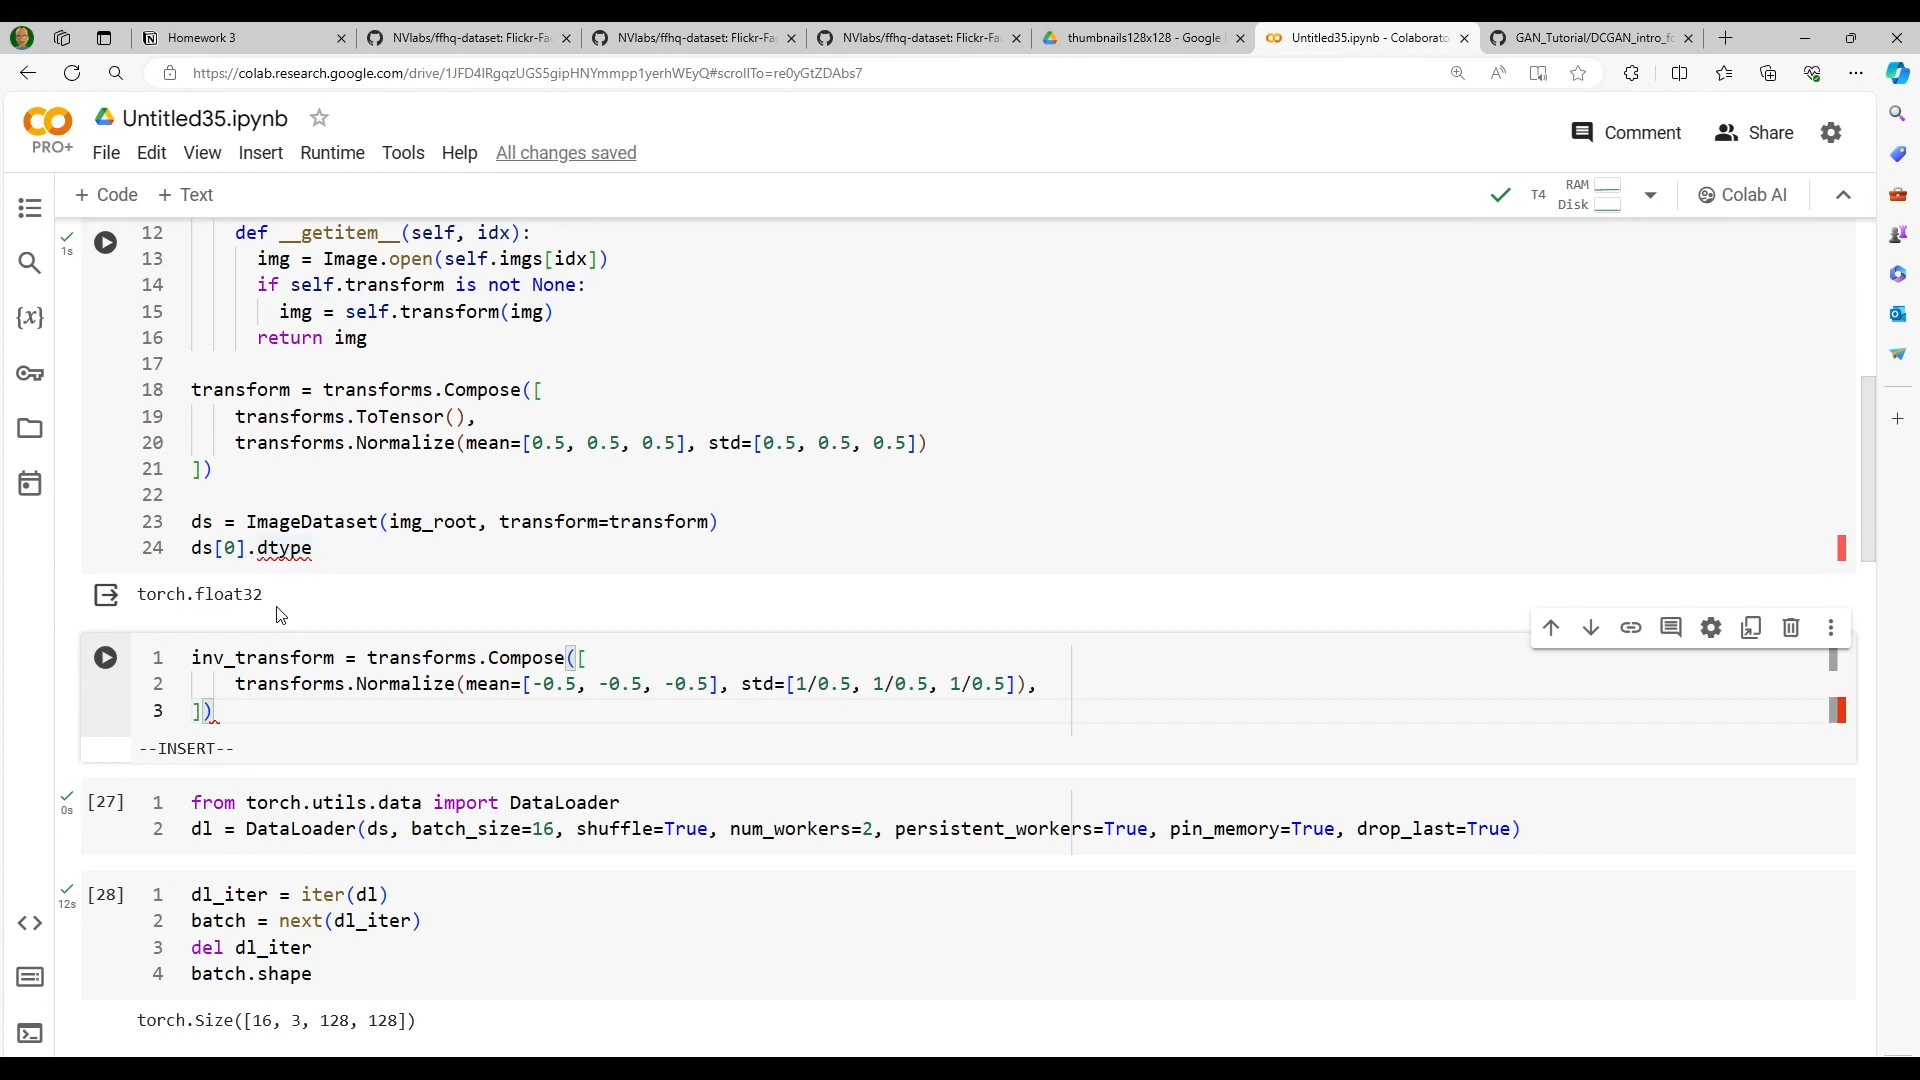 Homework 3
NVlabs/ffhq-dataset: Flickr-Fa
NVlabs/ffhq-dataset: Flickr-Fa
NVlabs/ffhq-dataset: Flickr-Fa
thumbnails128x128 - Google
Untitled35.ipynb - Colaborato
GAN_Tutorial/DCGAN_intro_fo
https://colab.research.google.com/drive/1JFD4lRgqzUGS5gipHNYmmpp1yerhWEyQ#scrollTo=re0yGtZDAbs7
PRO+
Untitled35.ipynb
File Edit View Insert Runtime Tools Help All changes saved
Comment
Share
+ Code + Text
T4
RAM
Disk
Colab AI
1s
12 def __getitem__(self, idx):
13 img = Image.open(self.imgs[idx])
14 if self.transform is not None:
15 img = self.transform(img)
16 return img
17
18 transform = transforms.Compose([
19 transforms.ToTensor(),
20 transforms.Normalize(mean=[0.5, 0.5, 0.5], std=[0.5, 0.5, 0.5])
21 ])
22
23 ds = ImageDataset(img_root, transform=transform)
24 ds[0].dtype
torch.float32
1 inv_transform = transforms.Compose([
2 transforms.Normalize(mean=[-0.5, -0.5, -0.5], std=[1/0.5, 1/0.5, 1/0.5]),
3 ])
--INSERT--
0s
[27] 1 from torch.utils.data import DataLoader
2 dl = DataLoader(ds, batch_size=16, shuffle=True, num_workers=2, persistent_workers=True, pin_memory=True, drop_last=True)
12s
[28] 1 dl_iter = iter(dl)
2 batch = next(dl_iter)
3 del dl_iter
4 batch.shape
torch.Size([16, 3, 128, 128])